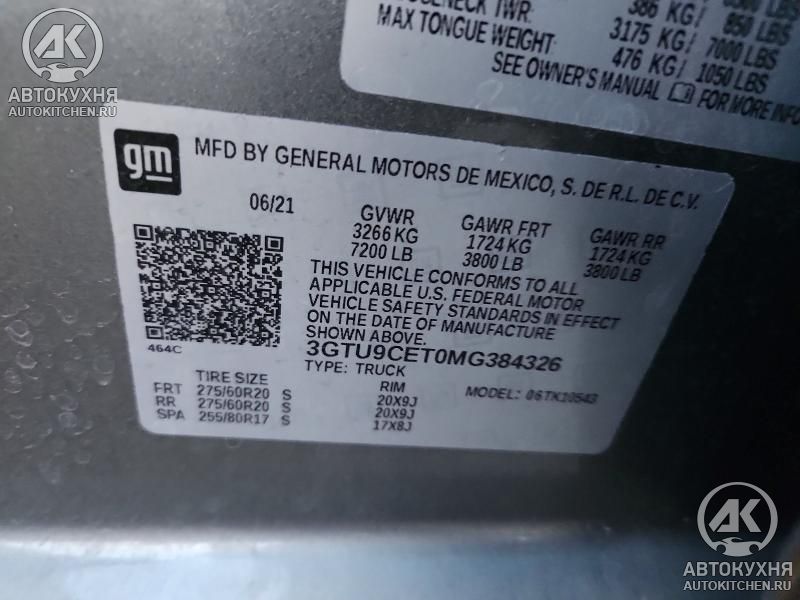 TWR: 386 KG/ 850 LBS
3175 KG/ 7000 LBS
MAX TONGUE WEIGHT: 476 KG/ 1050 LBS
SEE OWNER'S MANUAL FOR MORE INFO
AK
АВТОКУХНЯ
AUTOKITCHEN.RU
gm
MFD BY GENERAL MOTORS DE MEXICO, S. DE R.L. DE C.V.
06/21 GVWR GAWR FRT GAWR RR
3266 KG 1724 KG 1724 KG
7200 LB 3800 LB 3800 LB
THIS VEHICLE CONFORMS TO ALL
APPLICABLE U.S. FEDERAL MOTOR
VEHICLE SAFETY STANDARDS IN EFFECT
ON THE DATE OF MANUFACTURE
SHOWN ABOVE.
464C
3GTU9CET0MG384326
TYPE: TRUCK
TIRE SIZE RIM MODEL: 06TK10543
FRT 275/60R20 S 20X9J
RR 275/60R20 S 20X9J
SPA 255/80R17 S 17X8J
AK
АВТОКУХНЯ
AUTOKITCHEN.RU